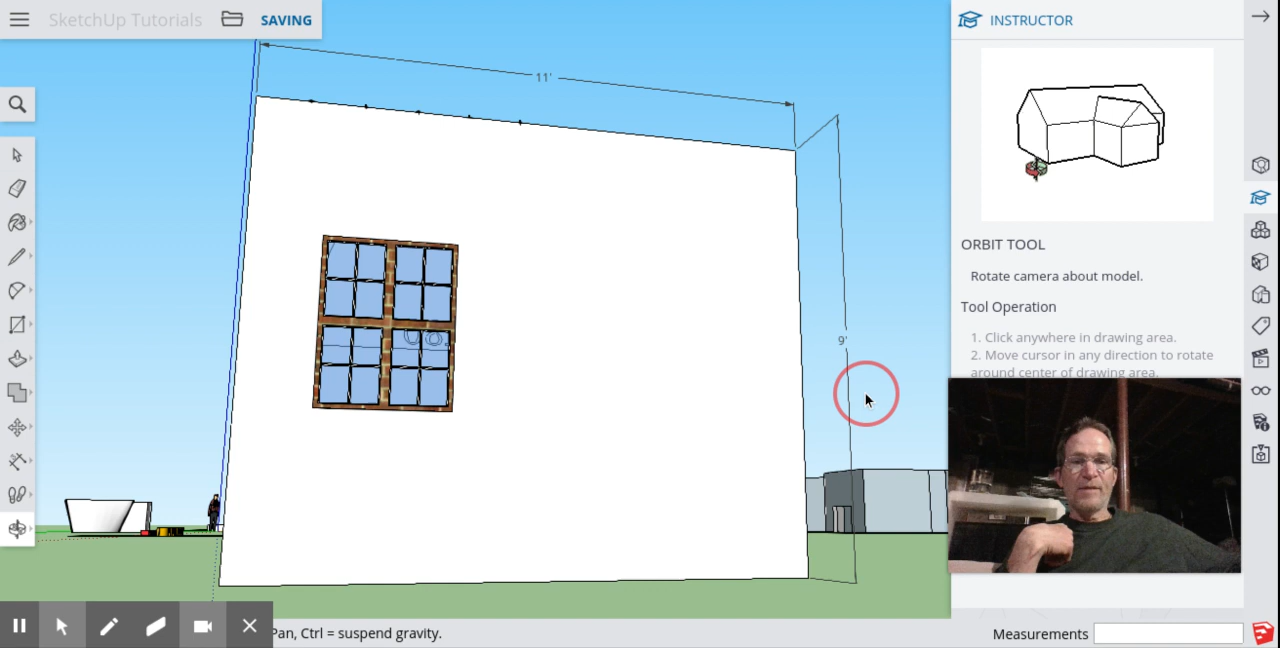 SketchUp Tutorials
SAVING
INSTRUCTOR
11'
9'
ORBIT TOOL
Rotate camera about model.
Tool Operation
1. Click anywhere in drawing area.
2. Move cursor in any direction to rotate
around center of drawing area.
Pan, Ctrl = suspend gravity.
Measurements